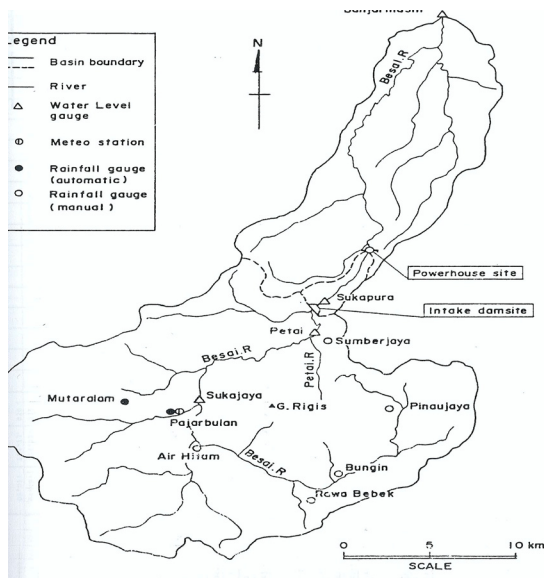 Banjarmasin
Legend
Basin boundary
River
Water Level
gauge
Meteo station
Rainfall gauge
(automatic)
Rainfall gauge
(manual)
N
Besai.R
Powerhouse site
Sukapura
Intake damsite
Petai
Sumberjaya
Besai.R
Petai.R
Mutaralam
Sukajaya
G.Rigis
Pinaujaya
Pajarbulan
Air Hitam
Besai.R
Bungin
Rawa Bebek
0 5 10 km
SCALE